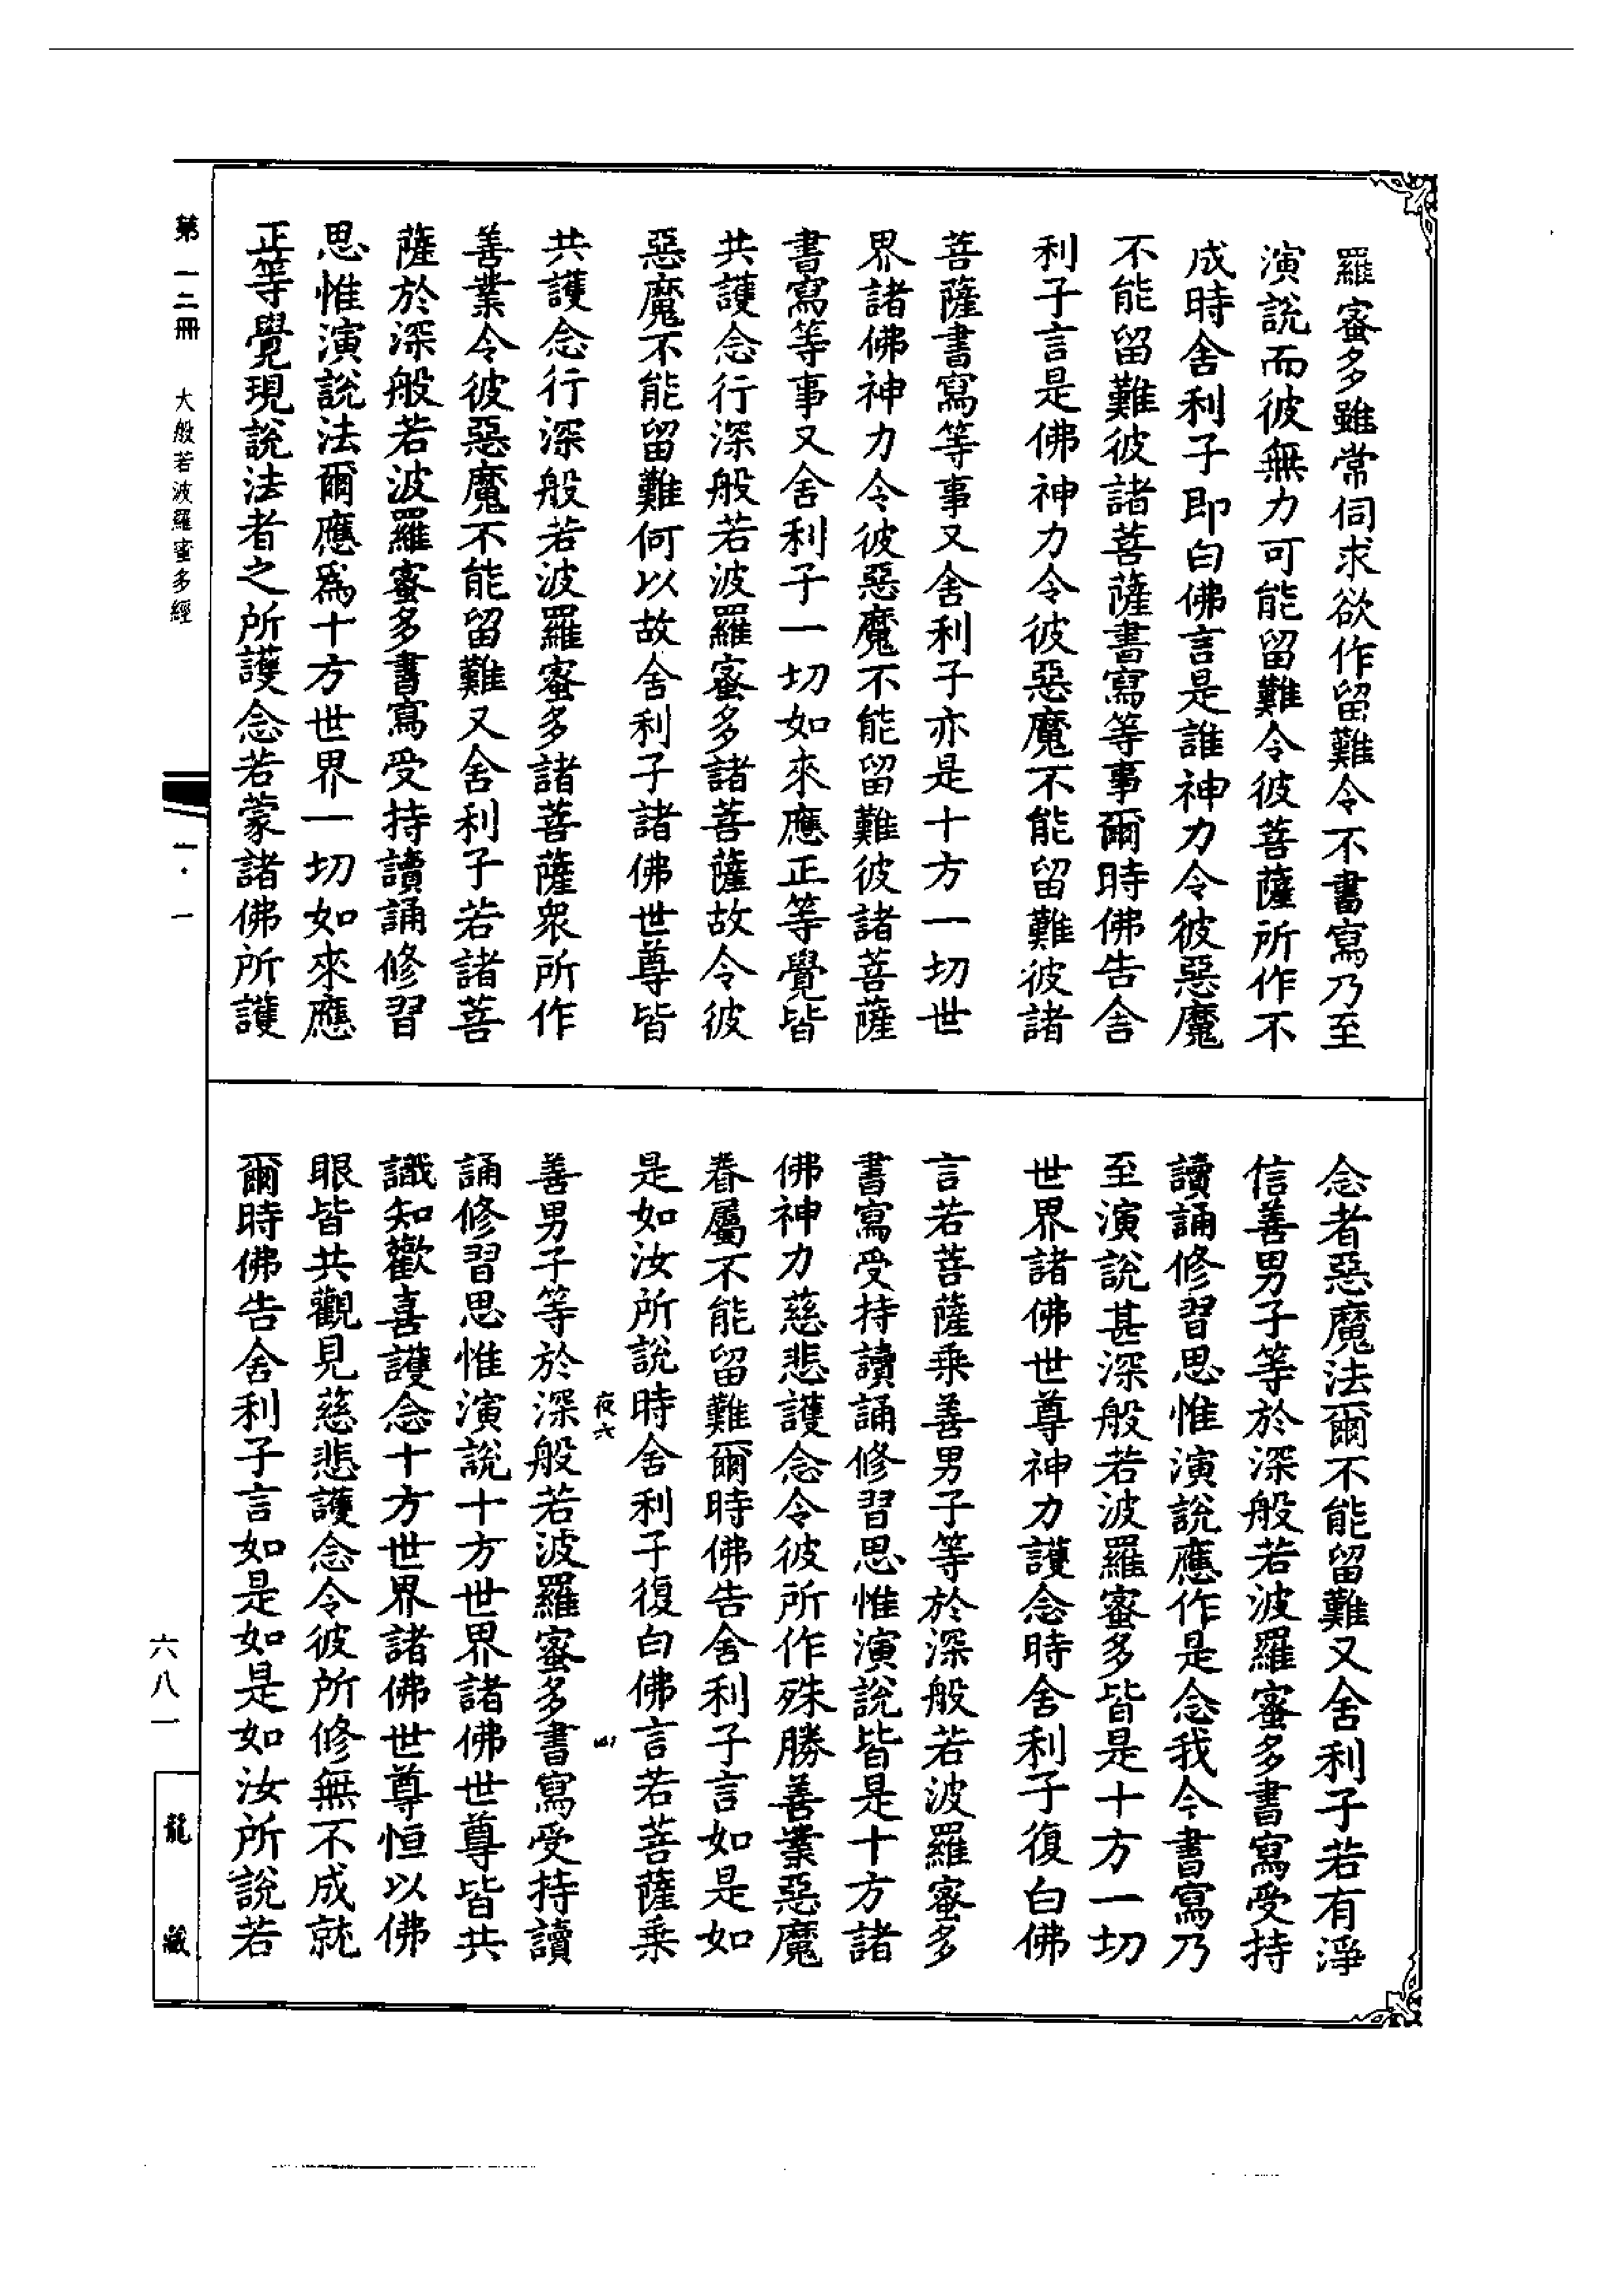 羅蜜多雖常伺求欲作留難令不書寫乃至
演說而彼無力可能留難令彼菩薩所作不
成時舍利子即白佛言是誰神力令彼惡魔
不能留難彼諸菩薩書寫等事爾時佛告舍
利子言是佛神力令彼惡魔不能留難彼諸
菩薩書寫等事又舍利子亦是十方一切世
界諸佛神力令彼惡魔不能留難彼諸菩薩
書寫等事又舍利子一切如來應正等覺皆
共護念行深般若波羅蜜多諸菩薩故令彼
惡魔不能留難何以故舍利子諸佛世尊皆
共護念行深般若波羅蜜多諸菩薩眾所作
善業令彼惡魔不能留難又舍利子若諸菩
薩於深般若波羅蜜多書寫受持讀誦修習
思惟演說法爾應為十方世界一切如來應
正等覺現說法者之所護念若蒙諸佛所護
念者惡魔法爾不能留難又舍利子若有淨
信善男子等於深般若波羅蜜多書寫受持
讀誦修習思惟演說應作是念我今書寫乃
至演說甚深般若波羅蜜多皆是十方一切
世界諸佛世尊神力護念時舍利子復白佛
言若菩薩乘善男子等於深般若波羅蜜多
書寫受持讀誦修習思惟演說皆是十方諸
佛神力慈悲護念令彼所作殊勝善業惡魔
眷屬不能留難爾時佛告舍利子言如是如
是如汝所說時舍利子復白佛言若菩薩乘
夜六
四
善男子等於深般若波羅蜜多書寫受持讀
誦修習思惟演說十方世界諸佛世尊皆共
識知歡喜護念十方世界諸佛世尊恒以佛
眼皆共觀見慈悲護念令彼所修無不成就
爾時佛告舍利子言如是如是如汝所說若
第一二冊
大般若波羅蜜多經
一·一
六八一
龍藏